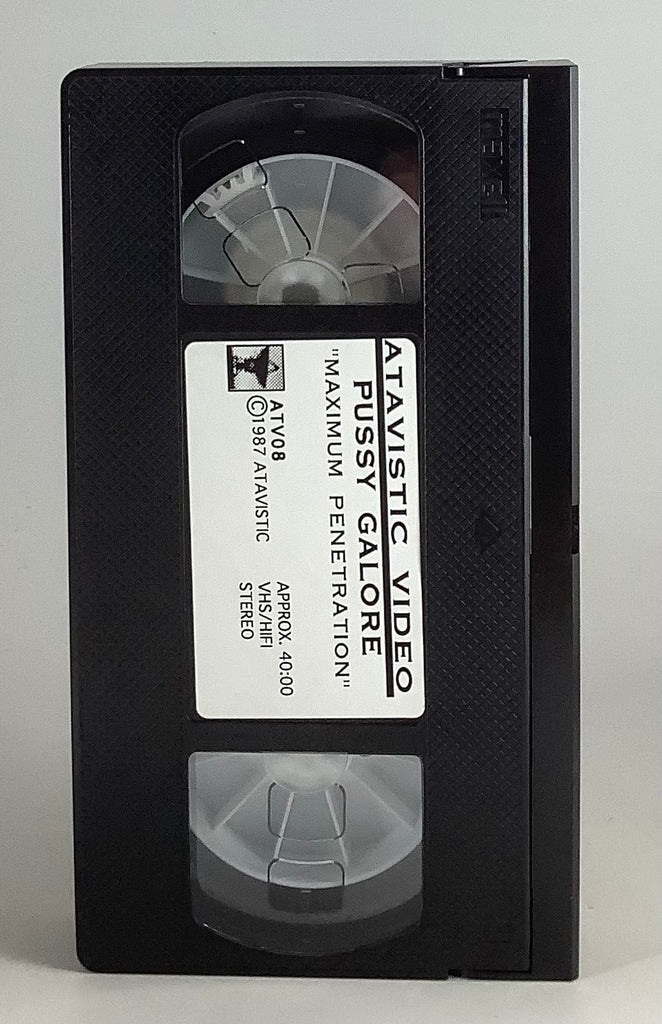 ATAVISTIC VIDEO
PUSSY GALORE
"MAXIMUM PENETRATION"
ATV08
©1987 ATAVISTIC
APPROX. 40:00
VHS/HIFI
STEREO